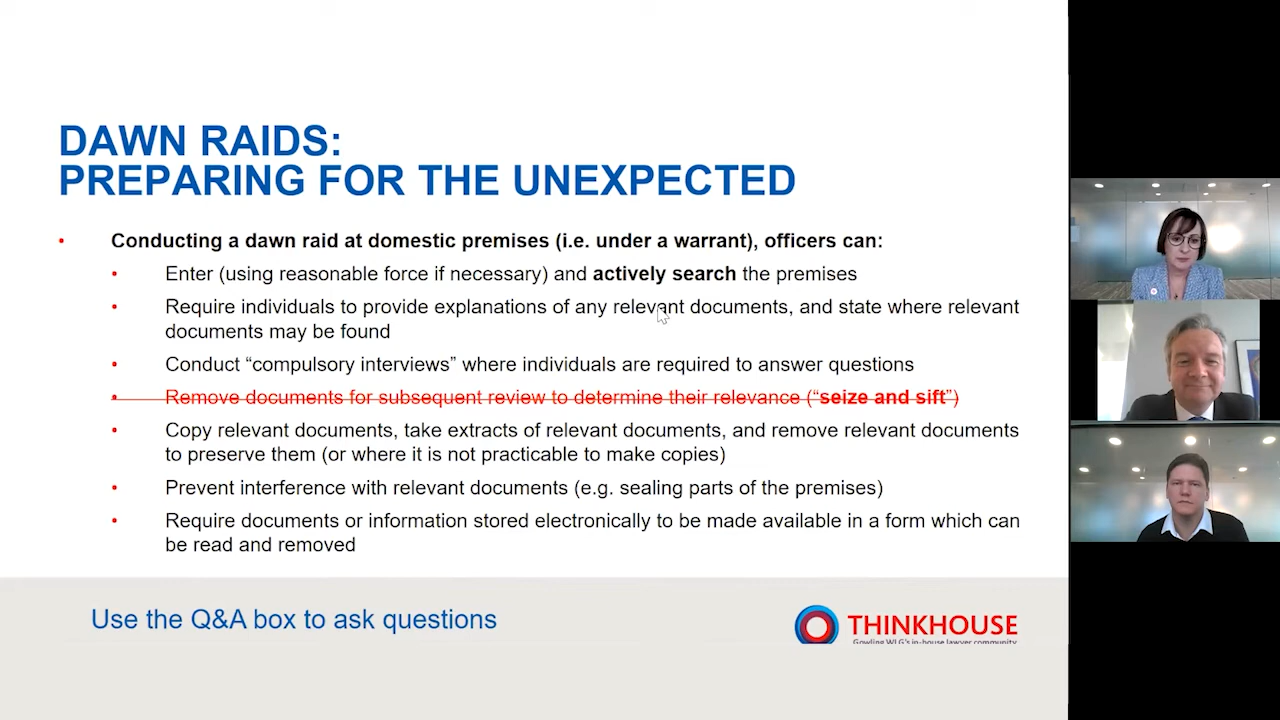 DAWN RAIDS:
PREPARING FOR THE UNEXPECTED
• Conducting a dawn raid at domestic premises (i.e. under a warrant), officers can:
• Enter (using reasonable force if necessary) and actively search the premises
• Require individuals to provide explanations of any relevant documents, and state where relevant
documents may be found
• Conduct “compulsory interviews” where individuals are required to answer questions
• Remove documents for subsequent review to determine their relevance (“seize and sift”)
• Copy relevant documents, take extracts of relevant documents, and remove relevant documents
to preserve them (or where it is not practicable to make copies)
• Prevent interference with relevant documents (e.g. sealing parts of the premises)
• Require documents or information stored electronically to be made available in a form which can
be read and removed
Use the Q&A box to ask questions
THINKHOUSE
Gowling WLG's in-house lawyer community